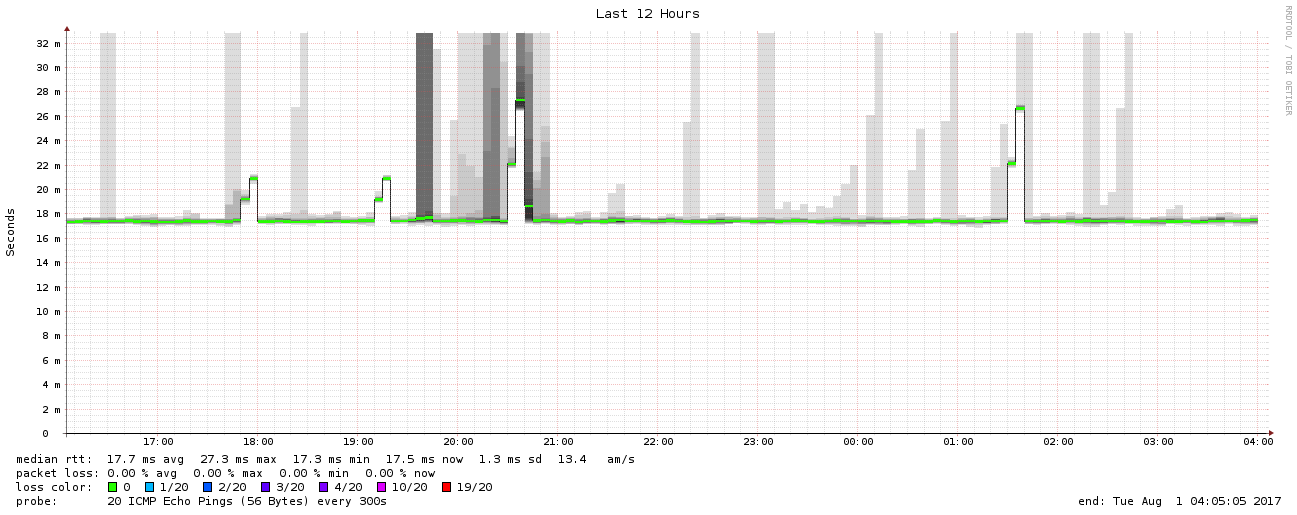 Last 12 Hours
RRDTOOL / TOBI OETIKER
Seconds
32 m
30 m
28 m
26 m
24 m
22 m
20 m
18 m
16 m
14 m
12 m
10 m
8 m
6 m
4 m
2 m
0
17:00 18:00 19:00 20:00 21:00 22:00 23:00 00:00 01:00 02:00 03:00 04:00
median rtt: 17.7 ms avg 27.3 ms max 17.3 ms min 17.5 ms now 1.3 ms sd 13.4 am/s
packet loss: 0.00 % avg 0.00 % max 0.00 % min 0.00 % now
loss color: 0 1/20 2/20 3/20 4/20 10/20 19/20
probe: 20 ICMP Echo Pings (56 Bytes) every 300s end: Tue Aug 1 04:05:05 2017